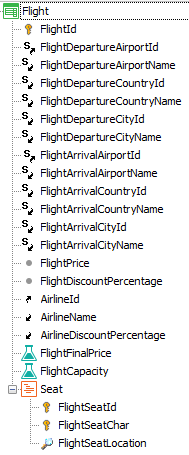 Flight
FlightId
FlightDepartureAirportId
FlightDepartureAirportName
FlightDepartureCountryId
FlightDepartureCountryName
FlightDepartureCityId
FlightDepartureCityName
FlightArrivalAirportId
FlightArrivalAirportName
FlightArrivalCountryId
FlightArrivalCountryName
FlightArrivalCityId
FlightArrivalCityName
FlightPrice
FlightDiscountPercentage
AirlineId
AirlineName
AirlineDiscountPercentage
FlightFinalPrice
FlightCapacity
Seat
FlightSeatId
FlightSeatChar
FlightSeatLocation